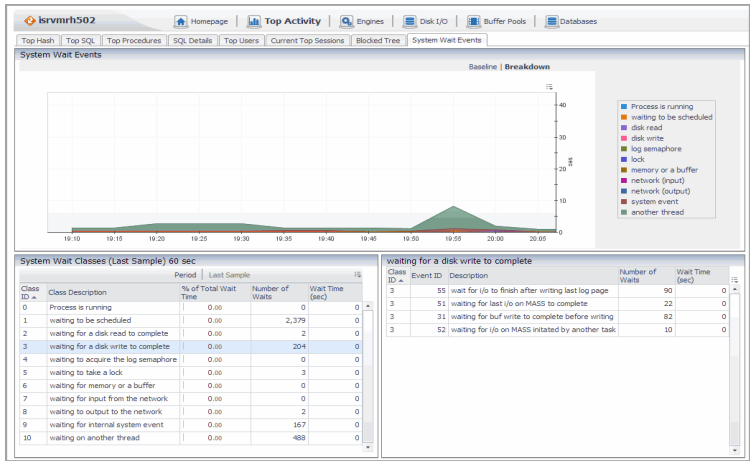 isrvmrh502 Homepage Top Activity Engines Disk I/O Buffer Pools Databases
Top Hash Top SQL Top Procedures SQL Details Top Users Current Top Sessions Blocked Tree System Wait Events
System Wait Events
Baseline | Breakdown
40
30
20
10
0
sec
19:10 19:15 19:20 19:25 19:30 19:35 19:40 19:45 19:50 19:55 20:00 20:05
Process is running
waiting to be scheduled
disk read
disk write
log semaphore
lock
memory or a buffer
network (input)
network (output)
system event
another thread
System Wait Classes (Last Sample) 60 sec
Period Last Sample
Class ID Class Description % of Total Wait Time Number of Waits Wait Time (sec)
0 Process is running 0.00 0 0
1 waiting to be scheduled 0.00 2,379 0
2 waiting for a disk read to complete 0.00 2 0
3 waiting for a disk write to complete 0.00 204 0
4 waiting to acquire the log semaphore 0.00 0 0
5 waiting to take a lock 0.00 3 0
6 waiting for memory or a buffer 0.00 0 0
7 waiting for input from the network 0.00 0 0
8 waiting to output to the network 0.00 2 0
9 waiting for internal system event 0.00 167 0
10 waiting on another thread 0.00 488 0
waiting for a disk write to complete
Class ID Event ID Description Number of Waits Wait Time (sec)
3 55 wait for i/o to finish after writing last log page 90 0
3 51 waiting for last i/o on MASS to complete 22 0
3 31 waiting for buf write to complete before writing 82 0
3 52 waiting for i/o on MASS initated by another task 10 0